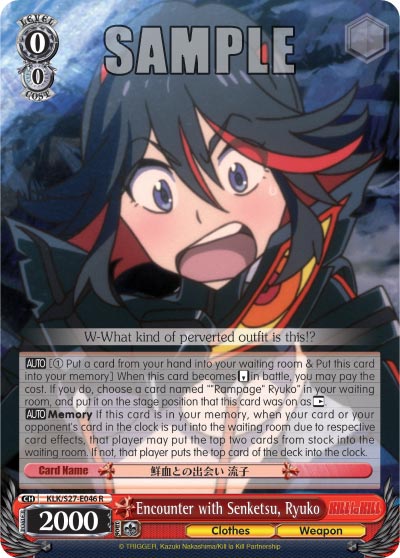 LEVEL
0
0
COST
SAMPLE
W-What kind of perverted outfit is this!?
AUTO [① Put a card from your hand into your waiting room & Put this card into your memory] When this card becomes in battle, you may pay the cost. If you do, choose a card named ""Rampage" Ryuko" in your waiting room, and put it on the stage position that this card was on as
AUTO Memory If this card is in your memory, when your card or your opponent's card in the clock is put into the waiting room due to respective card effects, that player may put the top two cards from stock into the waiting room. If not, that player puts the top card of the deck into the clock.
Card Name
鮮血との出会い 流子
CH KLK/S27-E046 R
Encounter with Senketsu, Ryuko
KILL la KILL
POWER
2000
Clothes
Weapon
© TRIGGER, Kazuki Nakashima/Kill la Kill Partnership